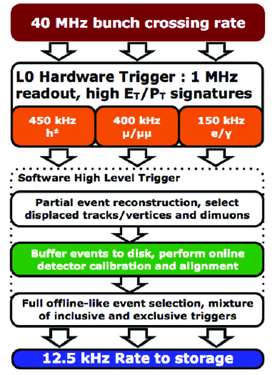 40 MHz bunch crossing rate
L0 Hardware Trigger : 1 MHz
readout, high Eᴛ/Pᴛ signatures
450 kHz
h±
400 kHz
μ/μμ
150 kHz
e/γ
Software High Level Trigger
Partial event reconstruction, select
displaced tracks/vertices and dimuons
Buffer events to disk, perform online
detector calibration and alignment
Full offline-like event selection, mixture
of inclusive and exclusive triggers
12.5 kHz Rate to storage